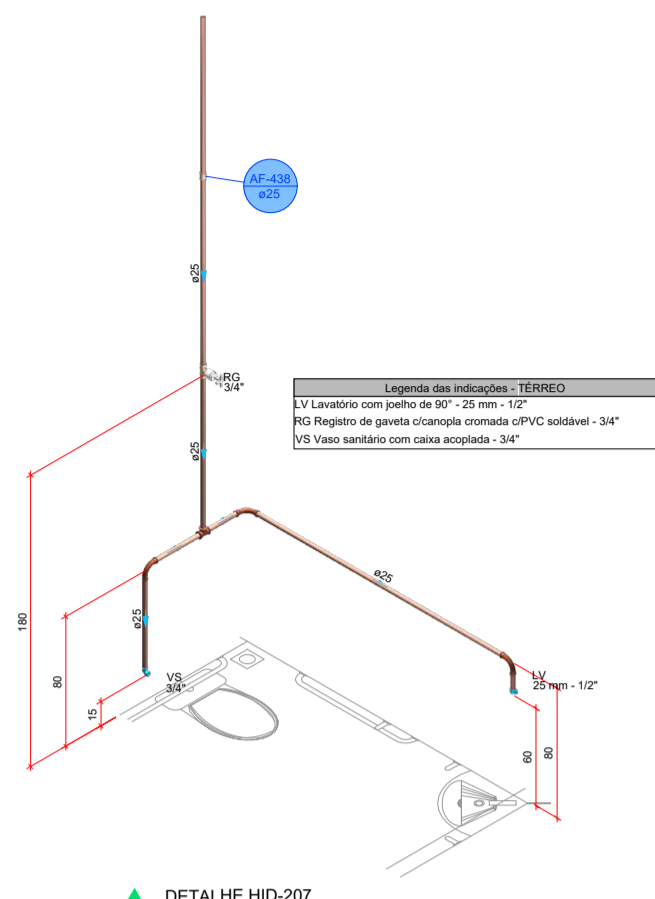 AF-438
ø25
ø25
RG
3/4"
Legenda das indicações - TÉRREO
LV Lavatório com joelho de 90° - 25 mm - 1/2"
RG Registro de gaveta c/canopla cromada c/PVC soldável - 3/4"
VS Vaso sanitário com caixa acoplada - 3/4"
ø25
ø25
ø25
180
80
15
VS
3/4"
LV
25 mm - 1/2"
60
80
DETALHE HID-207